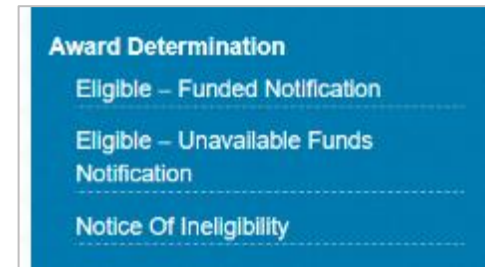 Award Determination
Eligible – Funded Notification
Eligible – Unavailable Funds
Notification
Notice Of Ineligibility